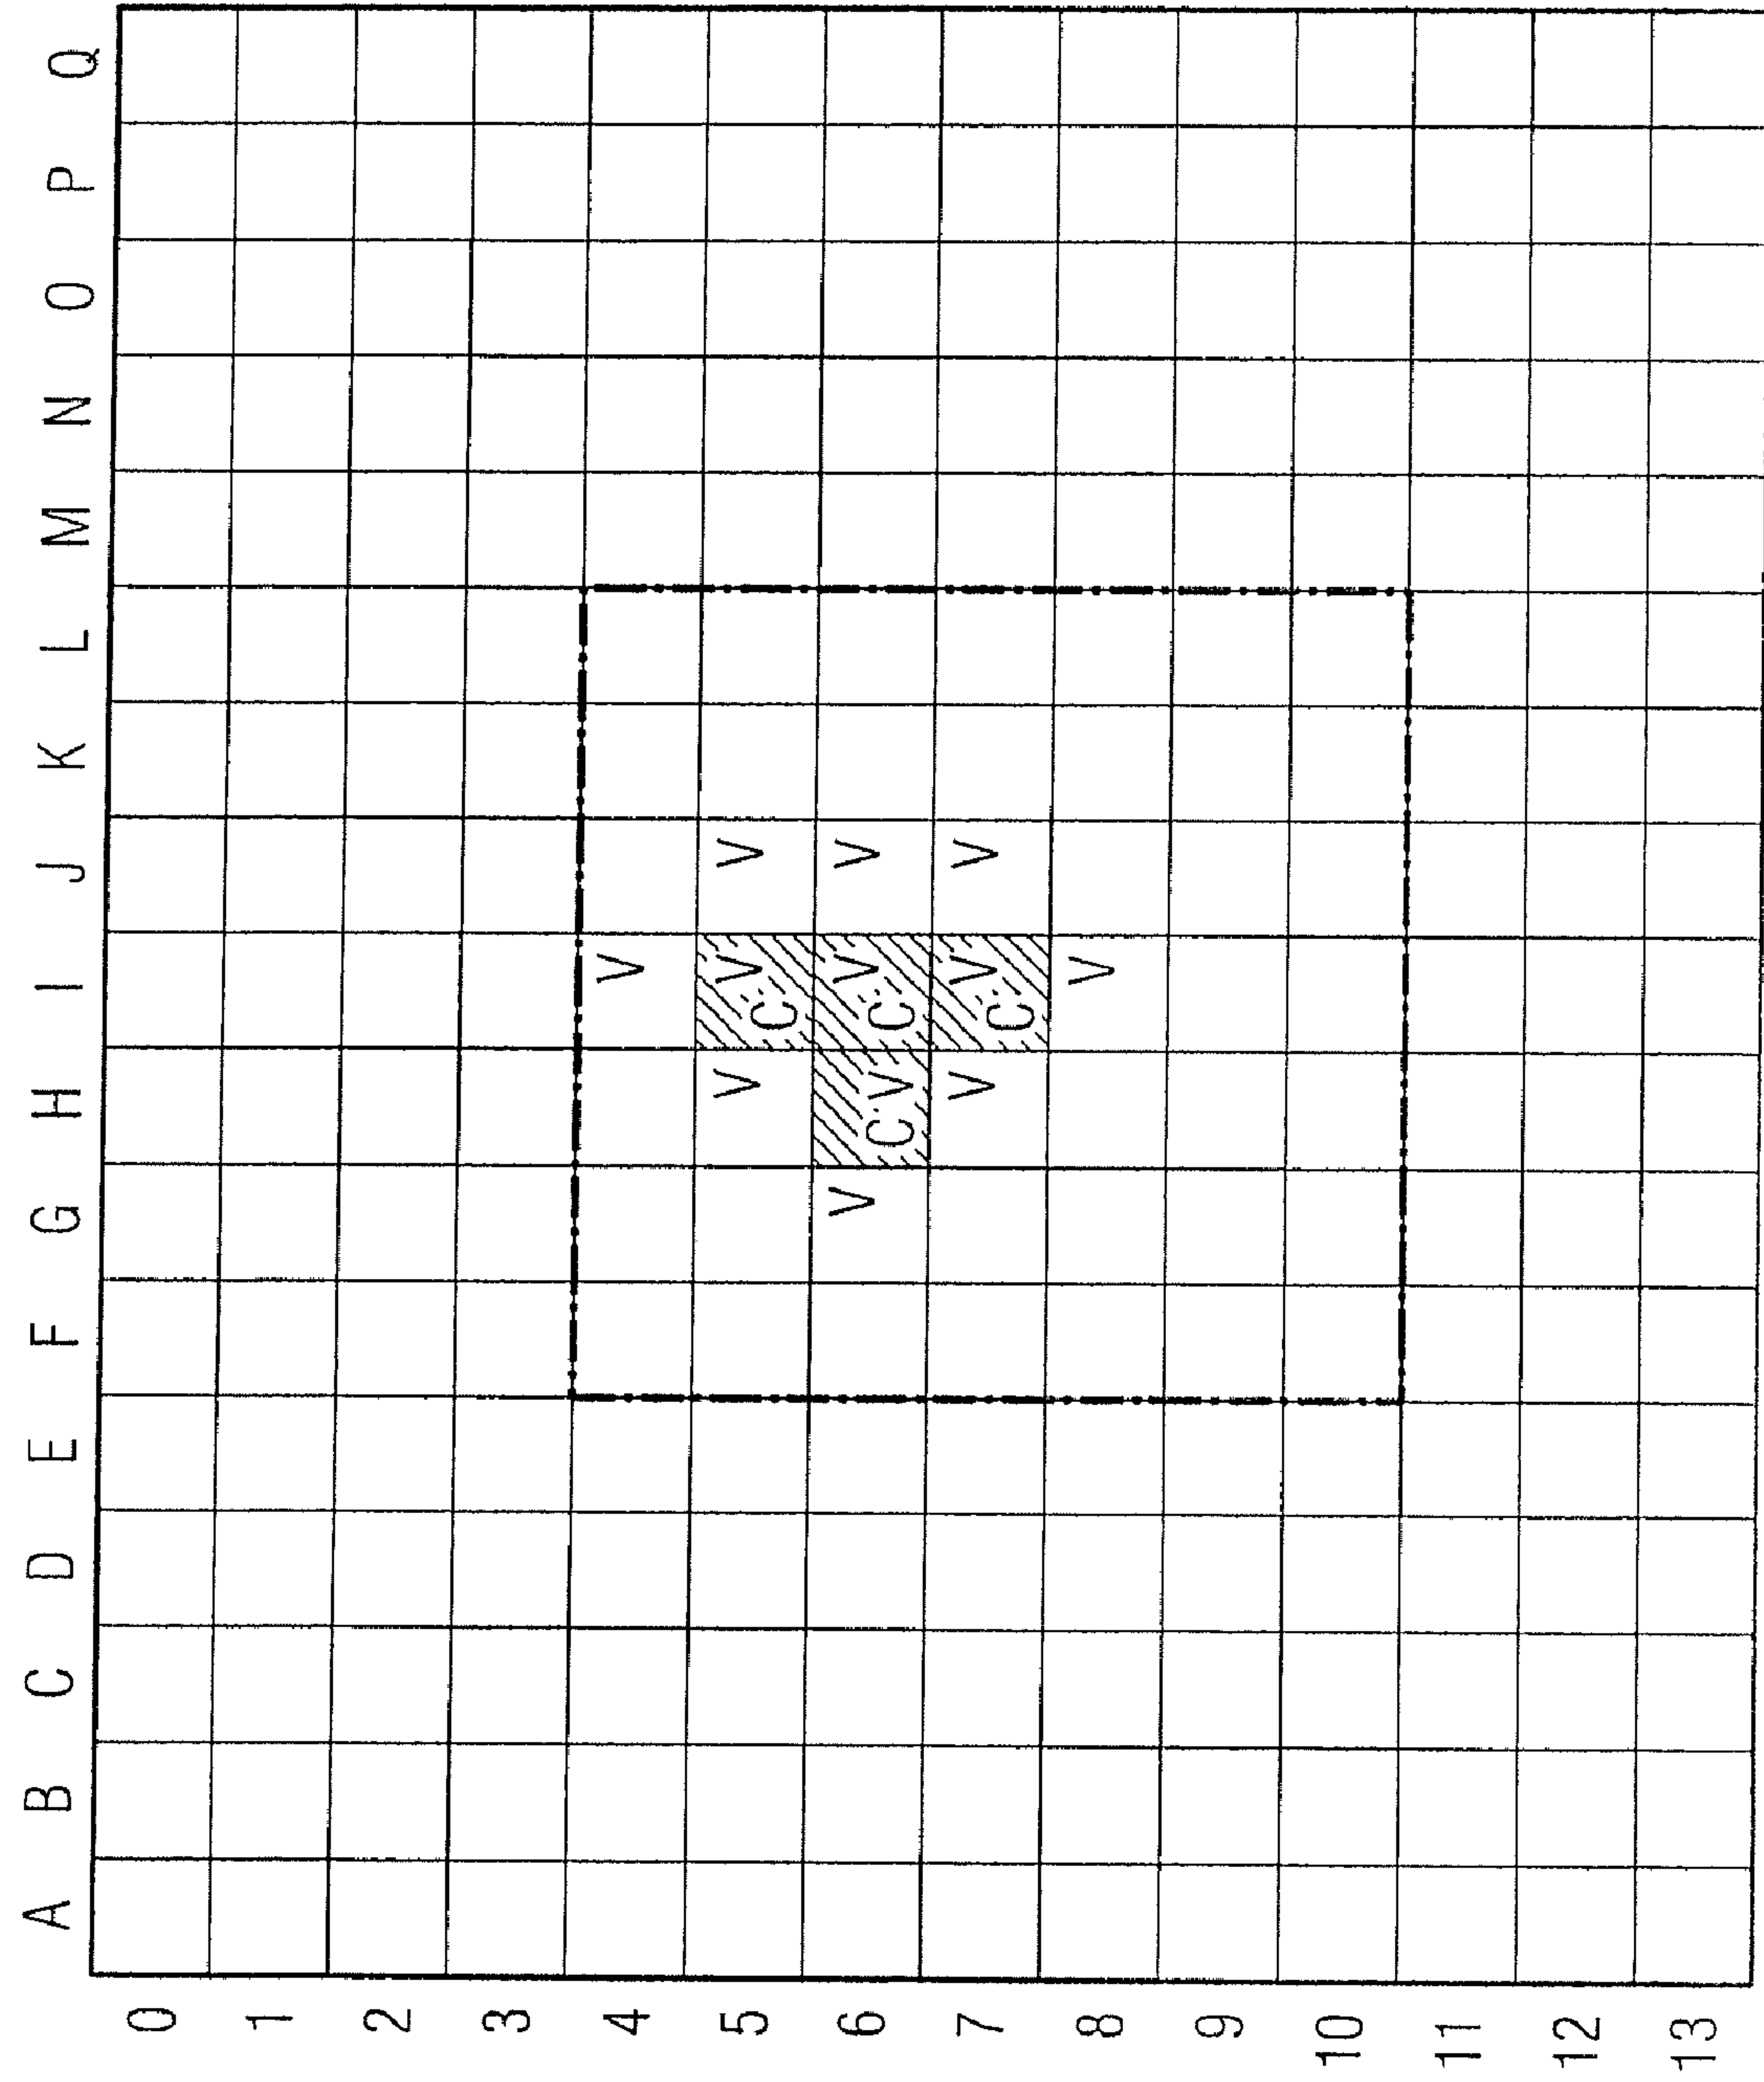 A B C D E F G H I J K L M N O P Q
0
1
2
3
4 V
5 V C·V V
6 V C·V C·V V
7 V C·V V
8 V
9
10
11
12
13